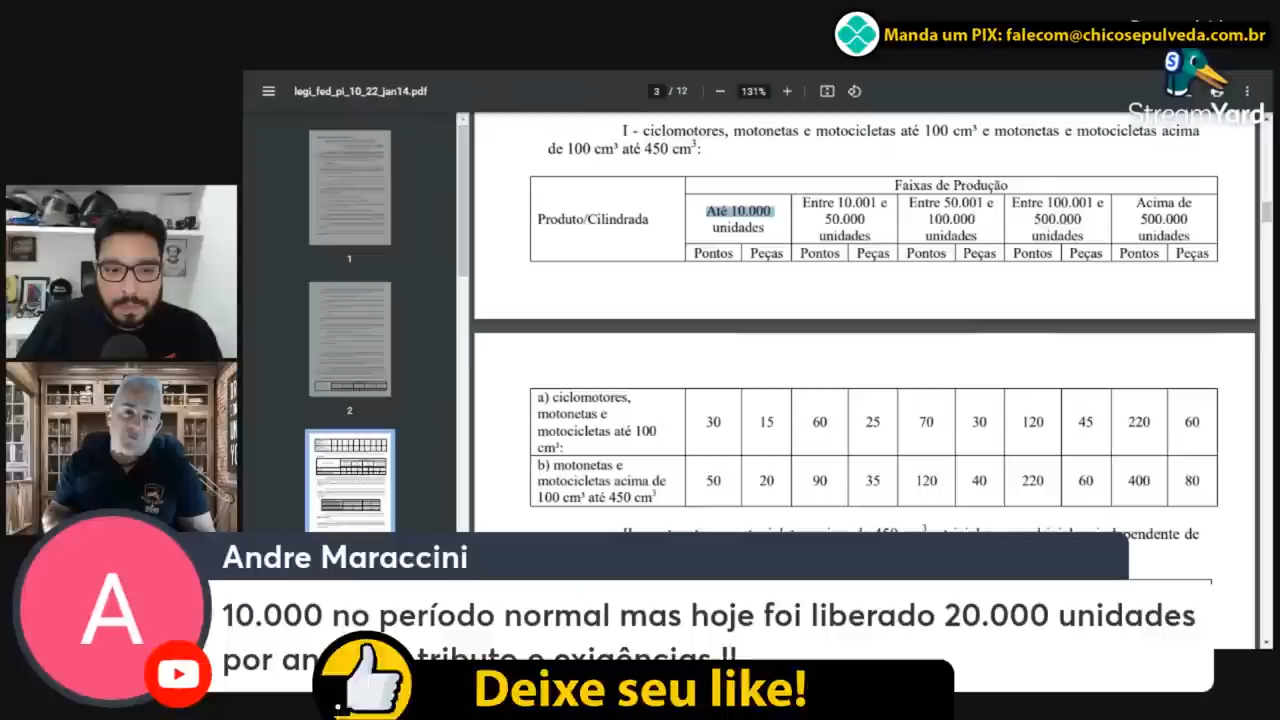 Manda um PIX: falecom@chicosepulveda.com.br
S
StreamYard
legi_fed_pi_10_22_jan14.pdf
3 / 12
131%
1
2
I - ciclomotores, motonetas e motocicletas até 100 cm³ e motonetas e motocicletas acima
de 100 cm³ até 450 cm³:
Produto/Cilindrada
Faixas de Produção
Até 10.000 unidades
Entre 10.001 e 50.000 unidades
Entre 50.001 e 100.000 unidades
Entre 100.001 e 500.000 unidades
Acima de 500.000 unidades
Pontos Peças Pontos Peças Pontos Peças Pontos Peças Pontos Peças
a) ciclomotores, motonetas e motocicletas até 100 cm³: 30 15 60 25 70 30 120 45 220 60
b) motonetas e motocicletas acima de 100 cm³ até 450 cm³ 50 20 90 35 120 40 220 60 400 80
A
Andre Maraccini
10.000 no período normal mas hoje foi liberado 20.000 unidades
por tributo e exigências !!
Deixe seu like!